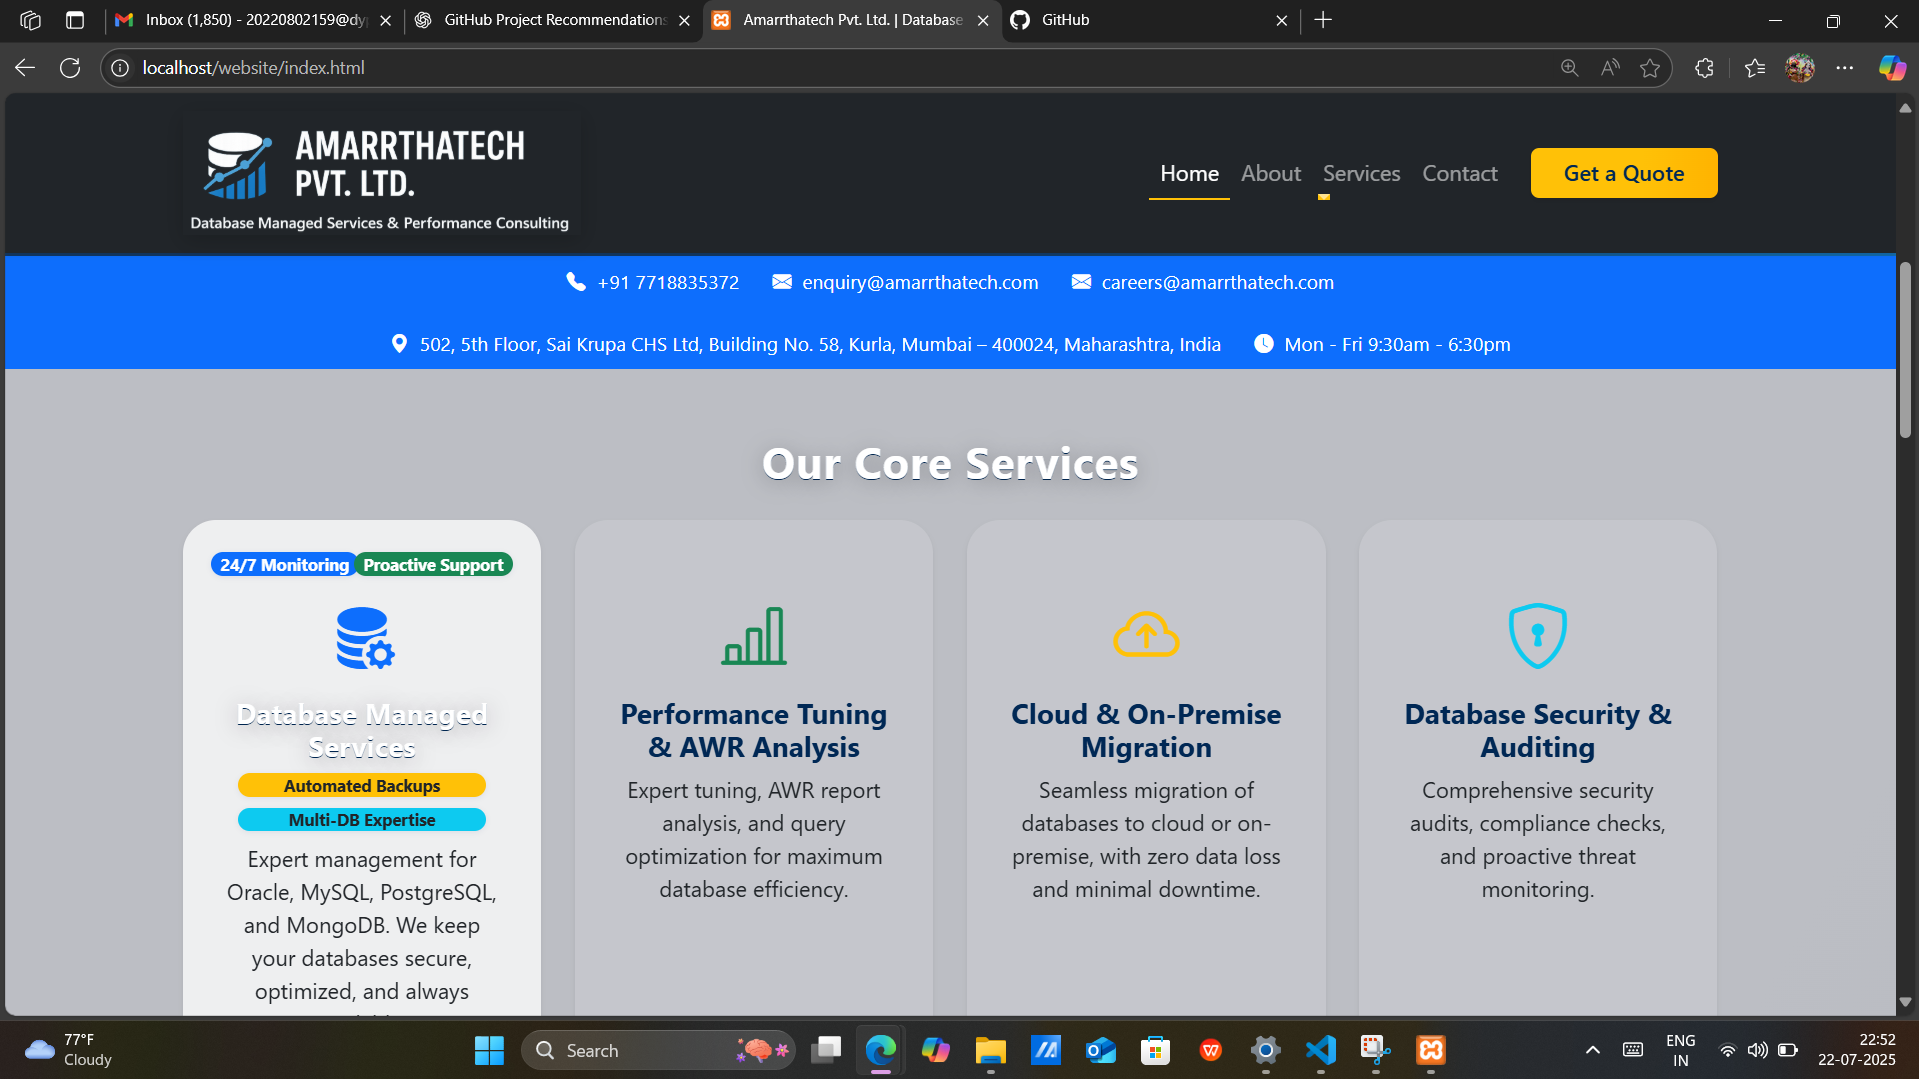 Inbox (1,850) - 20220802159@dy
GitHub Project Recommendations
Amarrthatech Pvt. Ltd. | Database
GitHub
localhost/website/index.html
AMARRTHATECH
PVT. LTD.
Database Managed Services & Performance Consulting
Home
About
Services
Contact
Get a Quote
+91 7718835372
enquiry@amarrthatech.com
careers@amarrthatech.com
502, 5th Floor, Sai Krupa CHS Ltd, Building No. 58, Kurla, Mumbai – 400024, Maharashtra, India
Mon - Fri 9:30am - 6:30pm
Our Core Services
24/7 Monitoring
Proactive Support
Database Managed
Services
Automated Backups
Multi-DB Expertise
Expert management for
Oracle, MySQL, PostgreSQL,
and MongoDB. We keep
your databases secure,
optimized, and always
Performance Tuning
& AWR Analysis
Expert tuning, AWR report
analysis, and query
optimization for maximum
database efficiency.
Cloud & On-Premise
Migration
Seamless migration of
databases to cloud or on-
premise, with zero data loss
and minimal downtime.
Database Security &
Auditing
Comprehensive security
audits, compliance checks,
and proactive threat
monitoring.
77°F
Cloudy
Search
ENG
IN
22:52
22-07-2025